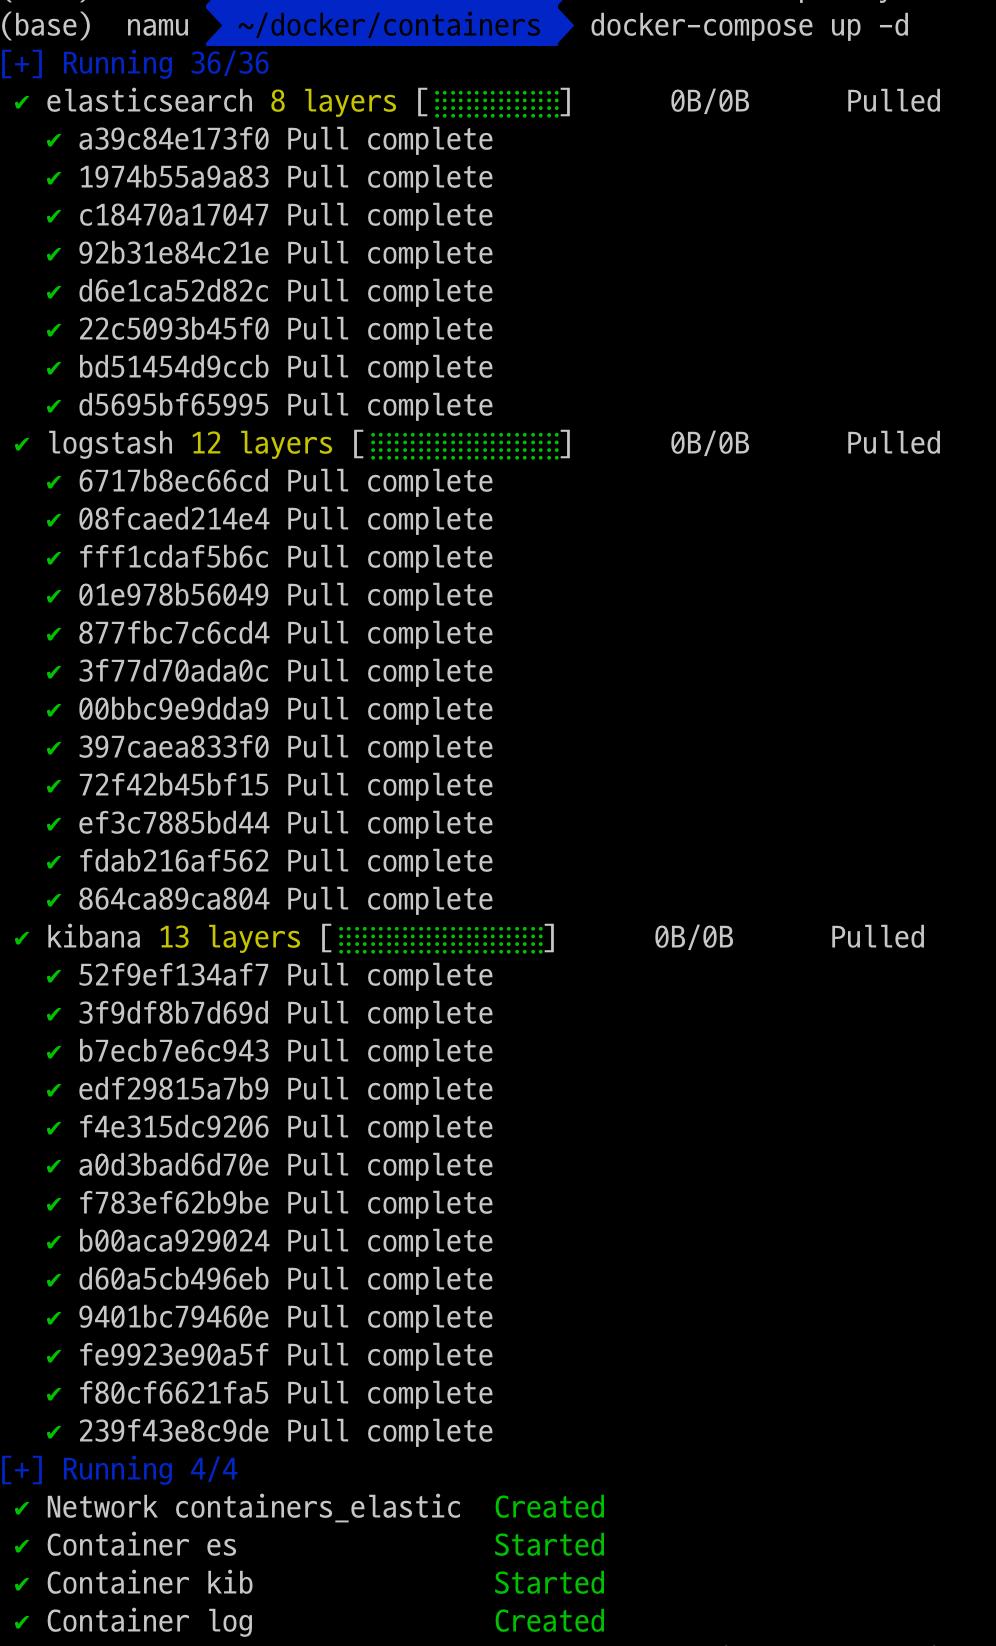 (base) namu ~/docker/containers docker-compose up -d
[+] Running 36/36
✔ elasticsearch 8 layers [⣿⣿⣿⣿⣿⣿⣿⣿] 0B/0B Pulled
✔ a39c84e173f0 Pull complete
✔ 1974b55a9a83 Pull complete
✔ c18470a17047 Pull complete
✔ 92b31e84c21e Pull complete
✔ d6e1ca52d82c Pull complete
✔ 22c5093b45f0 Pull complete
✔ bd51454d9ccb Pull complete
✔ d5695bf65995 Pull complete
✔ logstash 12 layers [⣿⣿⣿⣿⣿⣿⣿⣿⣿⣿⣿⣿] 0B/0B Pulled
✔ 6717b8ec66cd Pull complete
✔ 08fcaed214e4 Pull complete
✔ fff1cdaf5b6c Pull complete
✔ 01e978b56049 Pull complete
✔ 877fbc7c6cd4 Pull complete
✔ 3f77d70ada0c Pull complete
✔ 00bbc9e9dda9 Pull complete
✔ 397caea833f0 Pull complete
✔ 72f42b45bf15 Pull complete
✔ ef3c7885bd44 Pull complete
✔ fdab216af562 Pull complete
✔ 864ca89ca804 Pull complete
✔ kibana 13 layers [⣿⣿⣿⣿⣿⣿⣿⣿⣿⣿⣿⣿⣿] 0B/0B Pulled
✔ 52f9ef134af7 Pull complete
✔ 3f9df8b7d69d Pull complete
✔ b7ecb7e6c943 Pull complete
✔ edf29815a7b9 Pull complete
✔ f4e315dc9206 Pull complete
✔ a0d3bad6d70e Pull complete
✔ f783ef62b9be Pull complete
✔ b00aca929024 Pull complete
✔ d60a5cb496eb Pull complete
✔ 9401bc79460e Pull complete
✔ fe9923e90a5f Pull complete
✔ f80cf6621fa5 Pull complete
✔ 239f43e8c9de Pull complete
[+] Running 4/4
✔ Network containers_elastic Created
✔ Container es Started
✔ Container kib Started
✔ Container log Created